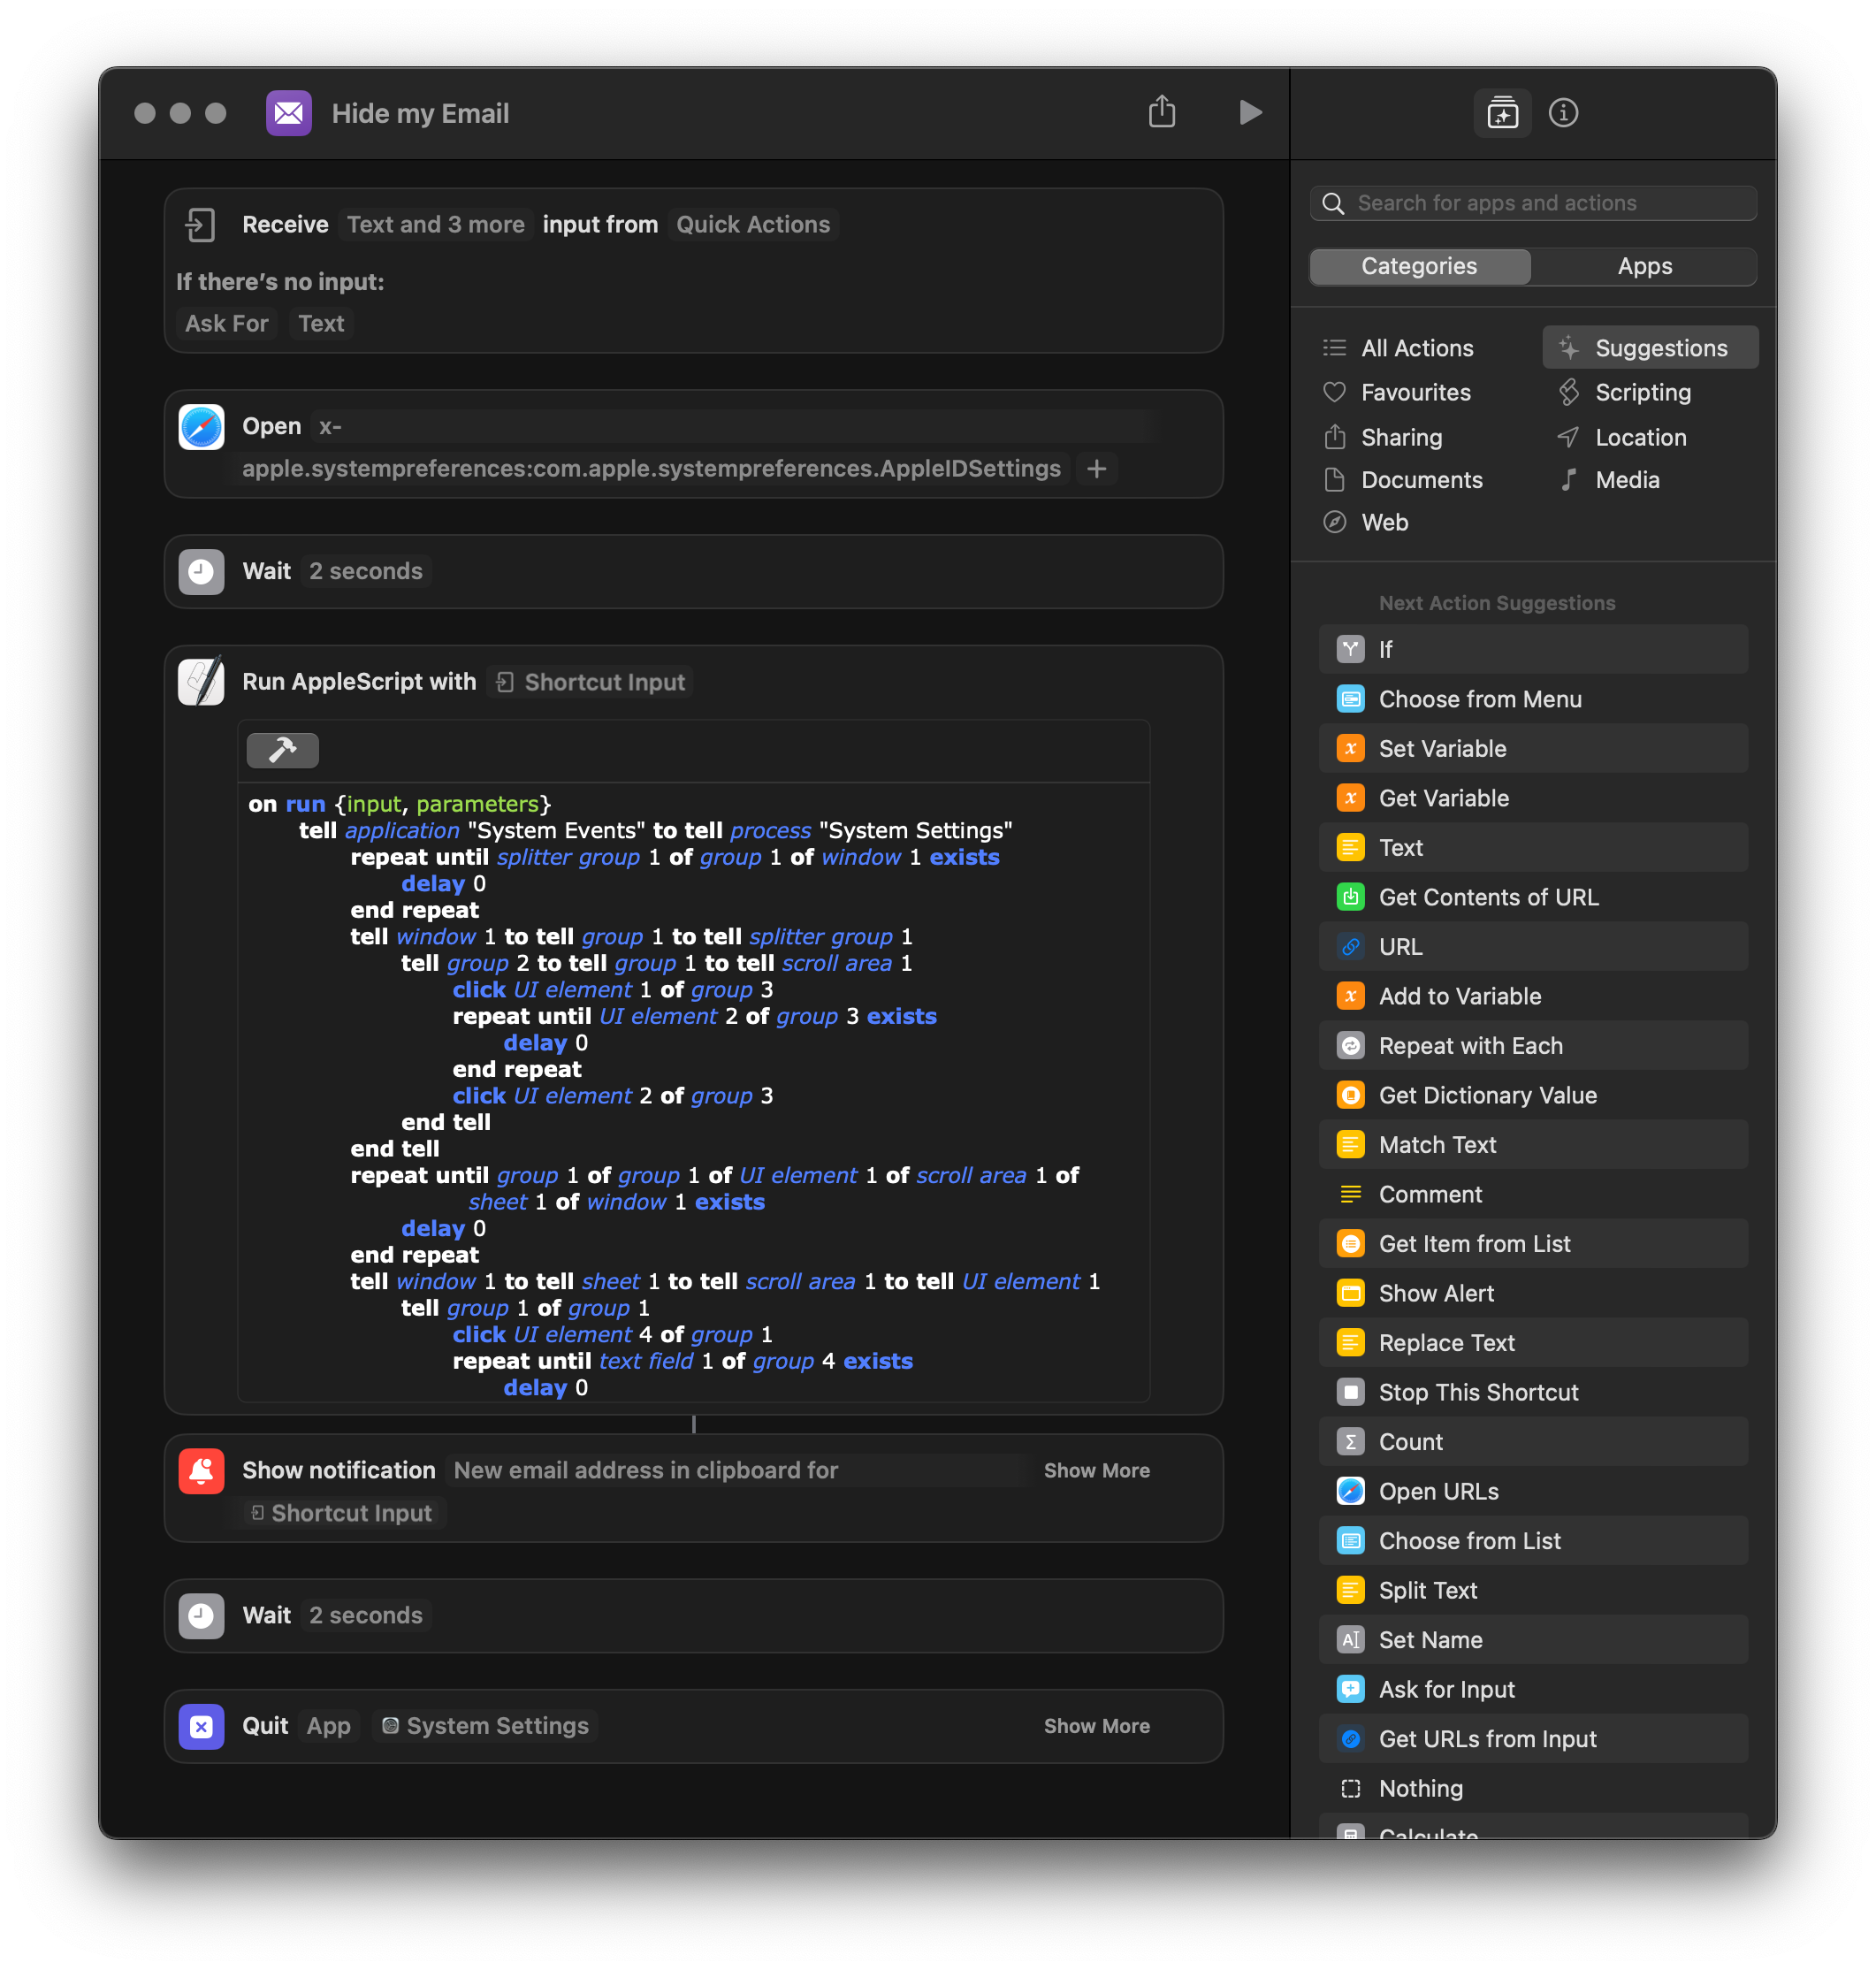 Hide my Email
Receive Text and 3 more input from Quick Actions
If there’s no input:
Ask For Text
Open x-
apple.systempreferences:com.apple.systempreferences.AppleIDSettings
Wait 2 seconds
Run AppleScript with Shortcut Input
on run {input, parameters}
tell application "System Events" to tell process "System Settings"
repeat until splitter group 1 of group 1 of window 1 exists
delay 0
end repeat
tell window 1 to tell group 1 to tell splitter group 1
tell group 2 to tell group 1 to tell scroll area 1
click UI element 1 of group 3
repeat until UI element 2 of group 3 exists
delay 0
end repeat
click UI element 2 of group 3
end tell
end tell
repeat until group 1 of group 1 of UI element 1 of scroll area 1 of
sheet 1 of window 1 exists
delay 0
end repeat
tell window 1 to tell sheet 1 to tell scroll area 1 to tell UI element 1
tell group 1 of group 1
click UI element 4 of group 1
repeat until text field 1 of group 4 exists
delay 0
Show notification New email address in clipboard for Show More
Shortcut Input
Wait 2 seconds
Quit App System Settings Show More
Search for apps and actions
Categories Apps
All Actions Suggestions
Favourites Scripting
Sharing Location
Documents Media
Web
Next Action Suggestions
If
Choose from Menu
Set Variable
Get Variable
Text
Get Contents of URL
URL
Add to Variable
Repeat with Each
Get Dictionary Value
Match Text
Comment
Get Item from List
Show Alert
Replace Text
Stop This Shortcut
Count
Open URLs
Choose from List
Split Text
Set Name
Ask for Input
Get URLs from Input
Nothing
Calculate